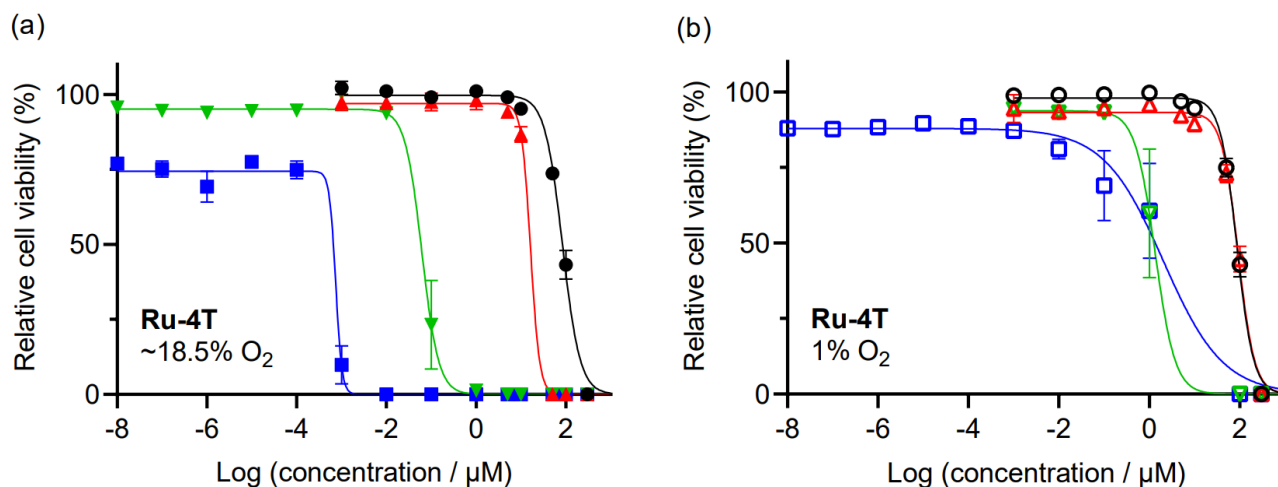 (a)
100
50
0
Relative cell viability (%)
Ru-4T
~18.5% O₂
-8 -6 -4 -2 0 2
Log (concentration / µM)
(b)
100
50
0
Relative cell viability (%)
Ru-4T
1% O₂
-8 -6 -4 -2 0 2
Log (concentration / µM)